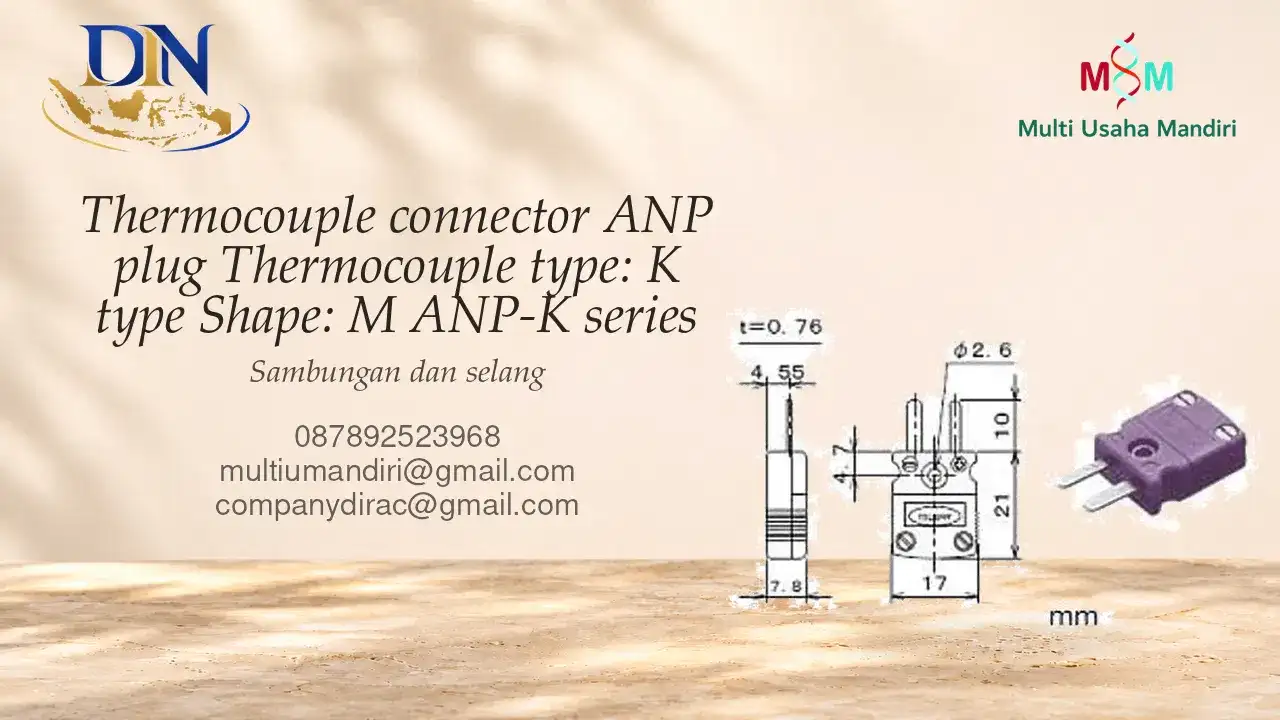 DN
M M
Multi Usaha Mandiri
Thermocouple connector ANP
plug Thermocouple type: K
type Shape: M ANP-K series
Sambungan dan selang
087892523968
multiumandiri@gmail.com
companydirac@gmail.com
t=0.76
4.55
φ2.6
10
4.7
21
7.8
17
mm